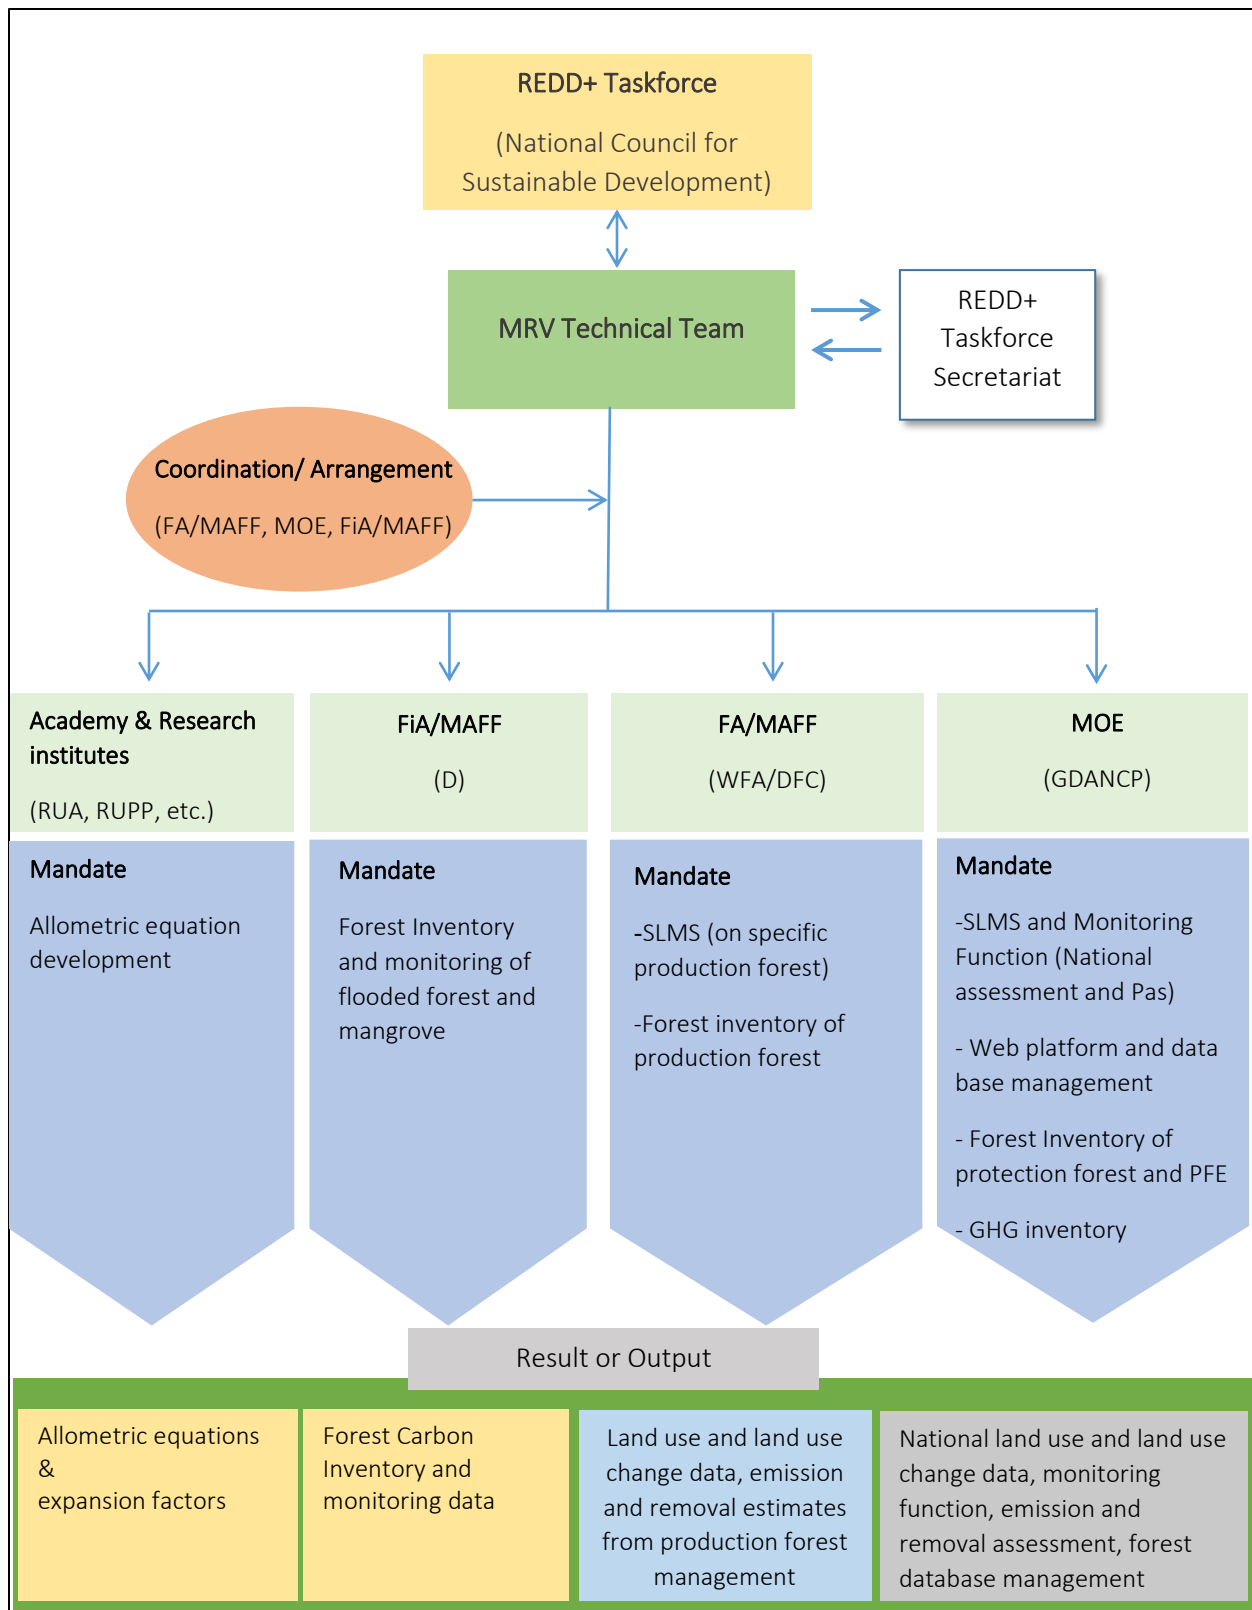 REDD+ Taskforce
(National Council for
Sustainable Development)
MRV Technical Team
REDD+
Taskforce
Secretariat
Coordination/ Arrangement
(FA/MAFF, MOE, FiA/MAFF)
Academy & Research
institutes
(RUA, RUPP, etc.)
FiA/MAFF
(D)
FA/MAFF
(WFA/DFC)
MOE
(GDANCP)
Mandate
Allometric equation
development
Mandate
Forest Inventory
and monitoring of
flooded forest and
mangrove
Mandate
-SLMS (on specific
production forest)
-Forest inventory of
production forest
Mandate
-SLMS and Monitoring
Function (National
assessment and Pas)
- Web platform and data
base management
- Forest Inventory of
protection forest and PFE
- GHG inventory
Result or Output
Allometric equations
&
expansion factors
Forest Carbon
Inventory and
monitoring data
Land use and land use
change data, emission
and removal estimates
from production forest
management
National land use and land use
change data, monitoring
function, emission and
removal assessment, forest
database management